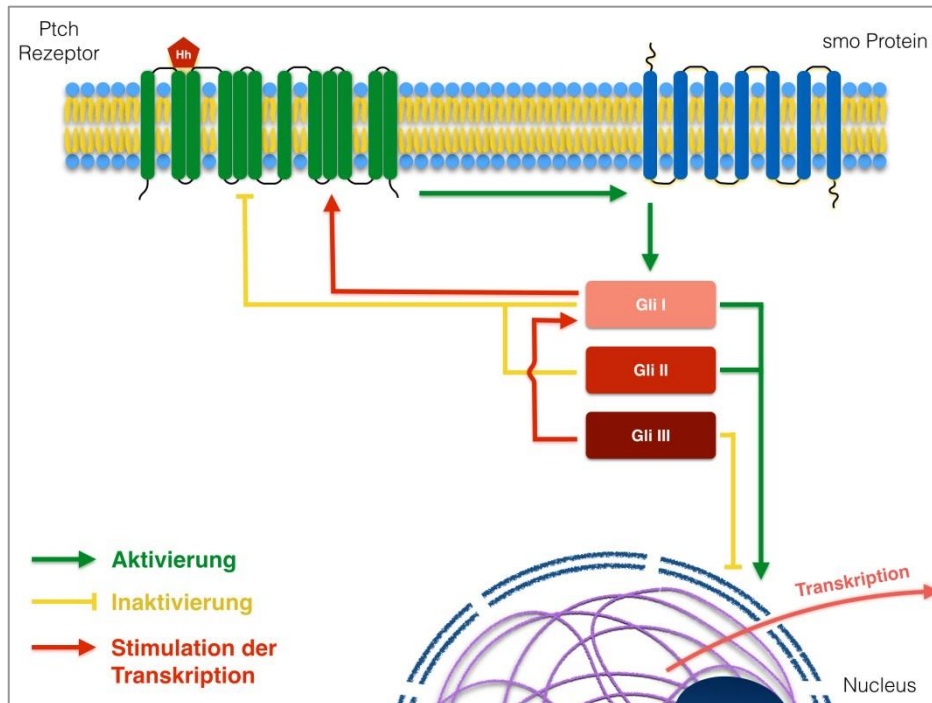 Ptch
Rezeptor
Hh
smo Protein
Gli I
Gli II
Gli III
Aktivierung
Inaktivierung
Stimulation der
Transkription
Transkription
Nucleus